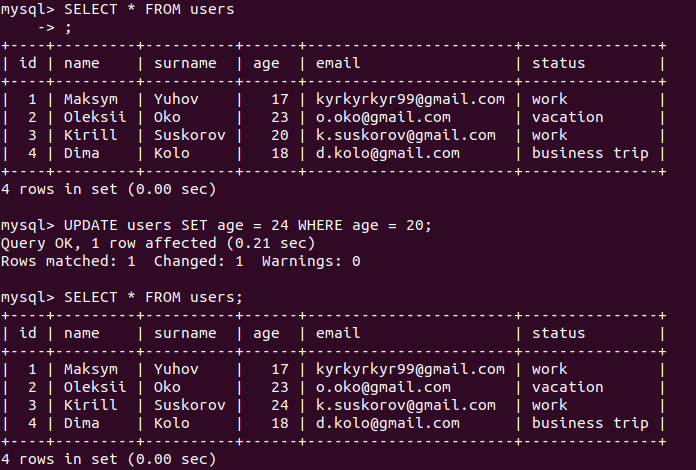 mysql> SELECT * FROM users
    -> ;
+----+---------+----------+------+-----------------------+---------------+
| id | name    | surname  | age  | email                 | status        |
+----+---------+----------+------+-----------------------+---------------+
|  1 | Maksym  | Yuhov    |   17 | kyrkyrkyr99@gmail.com | work          |
|  2 | Oleksii | Oko      |   23 | o.oko@gmail.com       | vacation      |
|  3 | Kirill  | Suskorov |   20 | k.suskorov@gmail.com  | work          |
|  4 | Dima    | Kolo     |   18 | d.kolo@gmail.com      | business trip |
+----+---------+----------+------+-----------------------+---------------+
4 rows in set (0.00 sec)

mysql> UPDATE users SET age = 24 WHERE age = 20;
Query OK, 1 row affected (0.21 sec)
Rows matched: 1  Changed: 1  Warnings: 0

mysql> SELECT * FROM users;
+----+---------+----------+------+-----------------------+---------------+
| id | name    | surname  | age  | email                 | status        |
+----+---------+----------+------+-----------------------+---------------+
|  1 | Maksym  | Yuhov    |   17 | kyrkyrkyr99@gmail.com | work          |
|  2 | Oleksii | Oko      |   23 | o.oko@gmail.com       | vacation      |
|  3 | Kirill  | Suskorov |   24 | k.suskorov@gmail.com  | work          |
|  4 | Dima    | Kolo     |   18 | d.kolo@gmail.com      | business trip |
+----+---------+----------+------+-----------------------+---------------+
4 rows in set (0.00 sec)